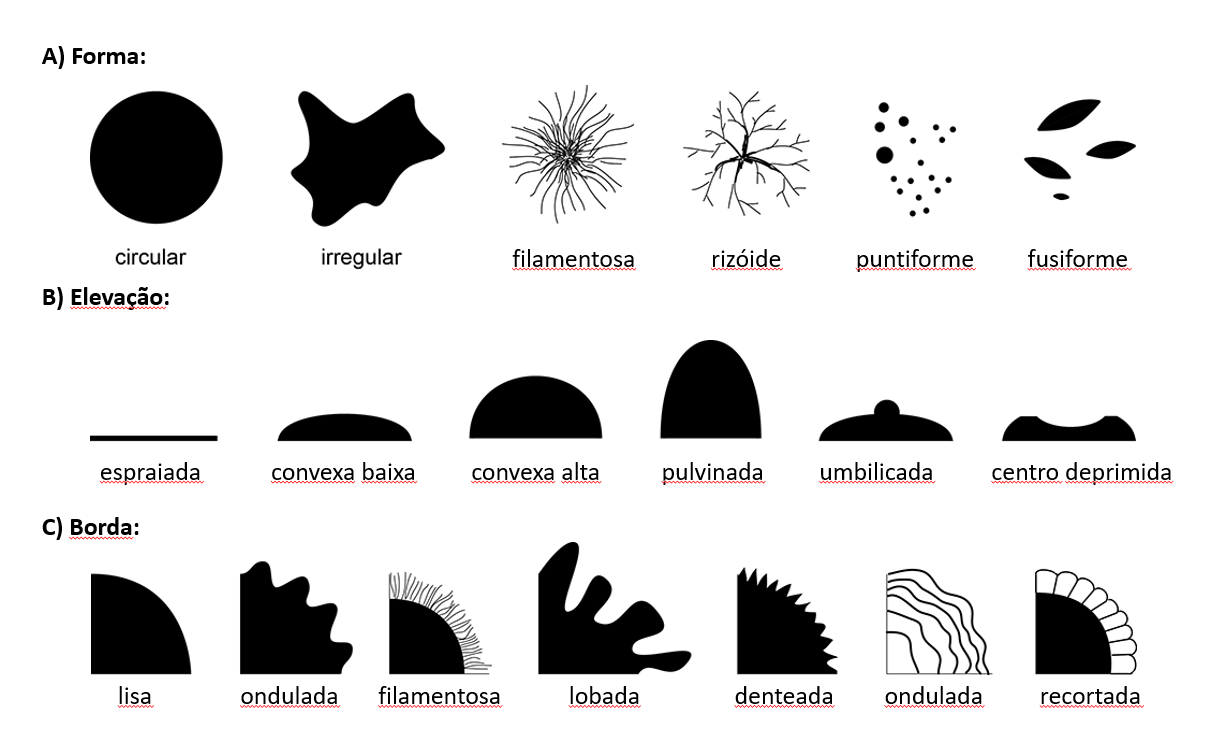 A) Forma:
circular irregular filamentosa rizóide puntiforme fusiforme
B) Elevação:
espraiada convexa baixa convexa alta pulvinada umbilicada centro deprimida
C) Borda:
lisa ondulada filamentosa lobada denteada ondulada recortada